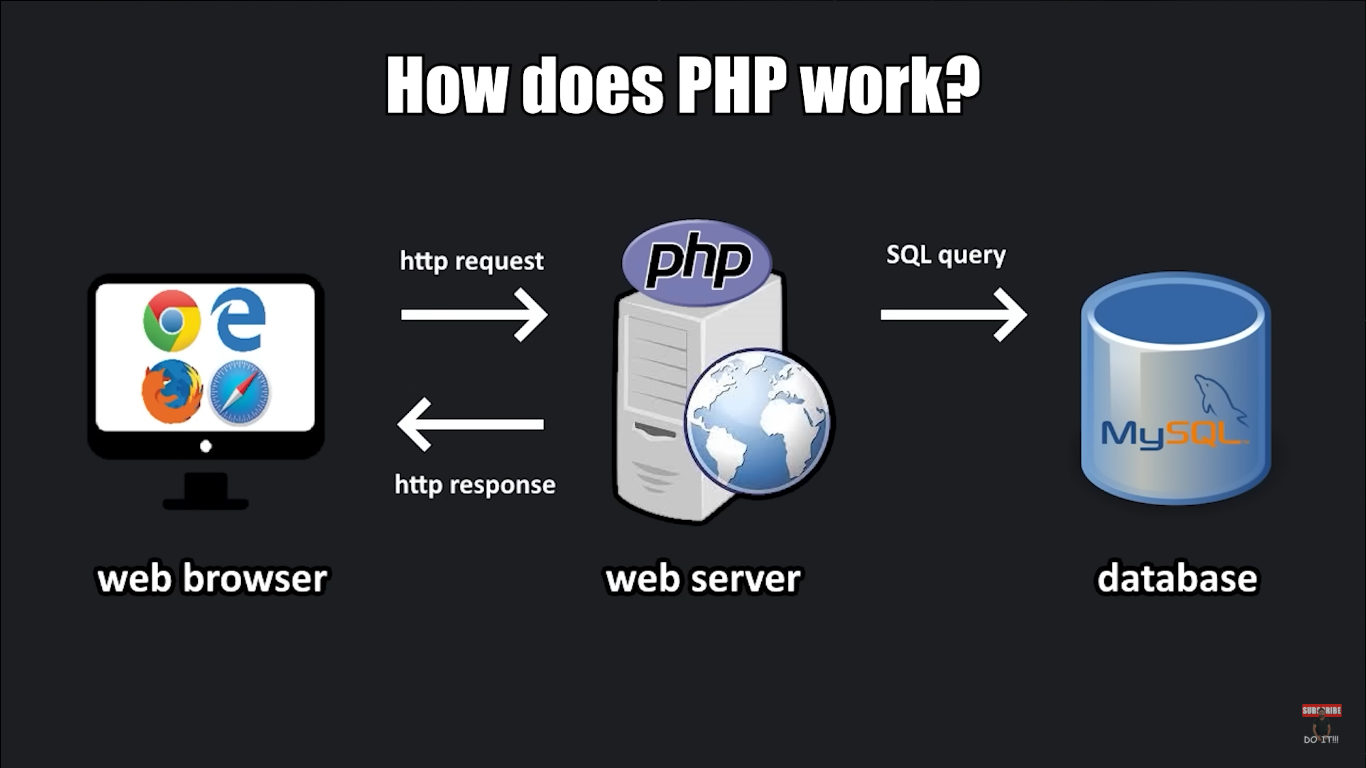 How does PHP work?
http request
php
SQL query
MySQL
http response
web browser
web server
database
SUBSCRIBE
DO IT!!!